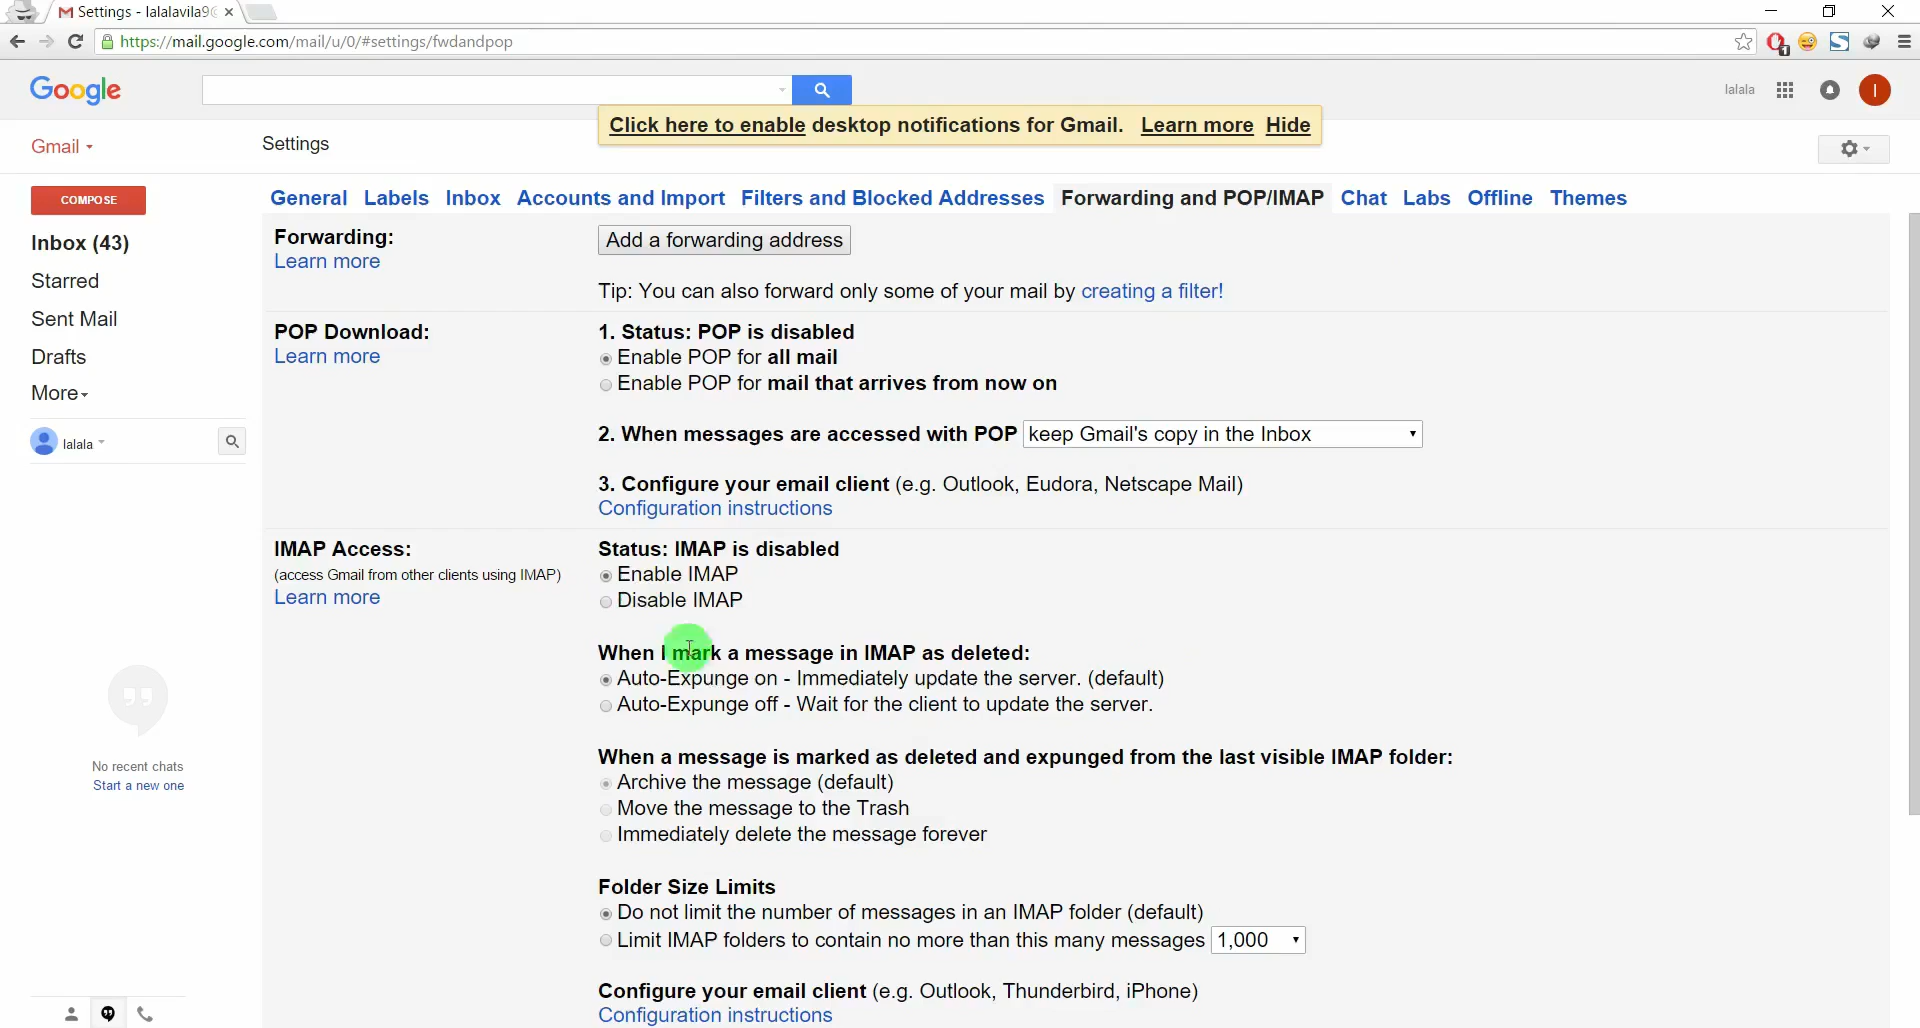 Settings - lalalavila9
https://mail.google.com/mail/u/0/#settings/fwdandpop
1
Google
lalala
I
Click here to enable desktop notifications for Gmail. Learn more Hide
Gmail
Settings
COMPOSE
General Labels Inbox Accounts and Import Filters and Blocked Addresses Forwarding and POP/IMAP Chat Labs Offline Themes
Inbox (43)
Starred
Sent Mail
Drafts
More
lalala
No recent chats
Start a new one
Forwarding:
Learn more
Add a forwarding address
Tip: You can also forward only some of your mail by creating a filter!
POP Download:
Learn more
1. Status: POP is disabled
Enable POP for all mail
Enable POP for mail that arrives from now on
2. When messages are accessed with POP keep Gmail's copy in the Inbox
3. Configure your email client (e.g. Outlook, Eudora, Netscape Mail)
Configuration instructions
IMAP Access:
(access Gmail from other clients using IMAP)
Learn more
Status: IMAP is disabled
Enable IMAP
Disable IMAP
When I mark a message in IMAP as deleted:
Auto-Expunge on - Immediately update the server. (default)
Auto-Expunge off - Wait for the client to update the server.
When a message is marked as deleted and expunged from the last visible IMAP folder:
Archive the message (default)
Move the message to the Trash
Immediately delete the message forever
Folder Size Limits
Do not limit the number of messages in an IMAP folder (default)
Limit IMAP folders to contain no more than this many messages 1,000
Configure your email client (e.g. Outlook, Thunderbird, iPhone)
Configuration instructions